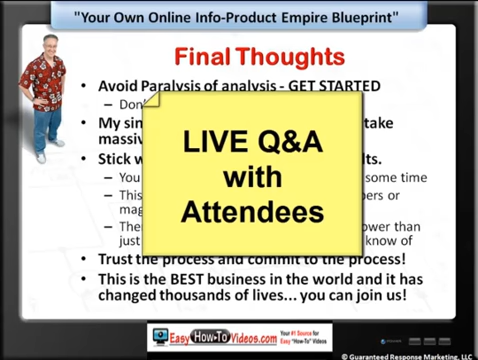 "Your Own Online Info-Product Empire Blueprint"
Final Thoughts
• Avoid Paralysis of analysis - GET STARTED
– Don'
• My sin take
massiv
• Stick w lts.
– You some time
– This bers or
mag
– The ower than
just know of
LIVE Q&A
with
Attendees
• Trust the process and commit to the process!
• This is the BEST business in the world and it has
changed thousands of lives... you can join us!
Easy How-To Videos.com Your #1 Source for
Easy "How-To" Videos
© Guaranteed Response Marketing, LLC